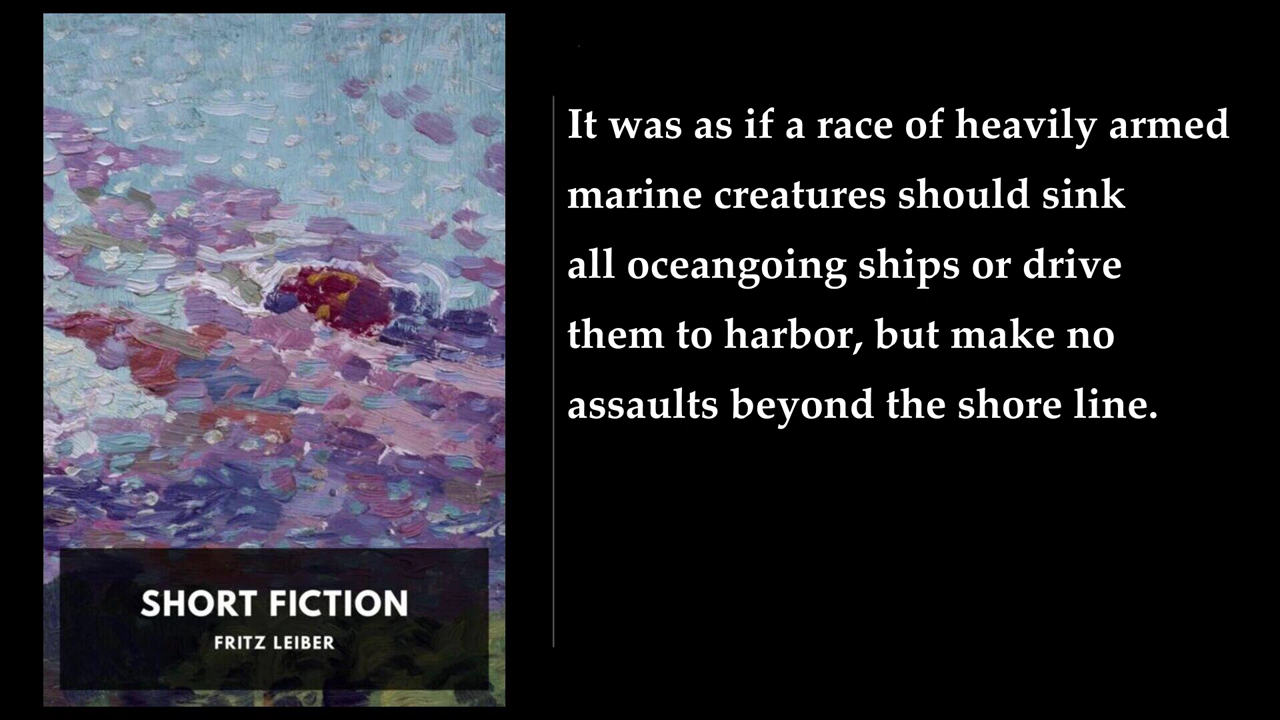 SHORT FICTION
FRITZ LEIBER
It was as if a race of heavily armed
marine creatures should sink
all oceangoing ships or drive
them to harbor, but make no
assaults beyond the shore line.